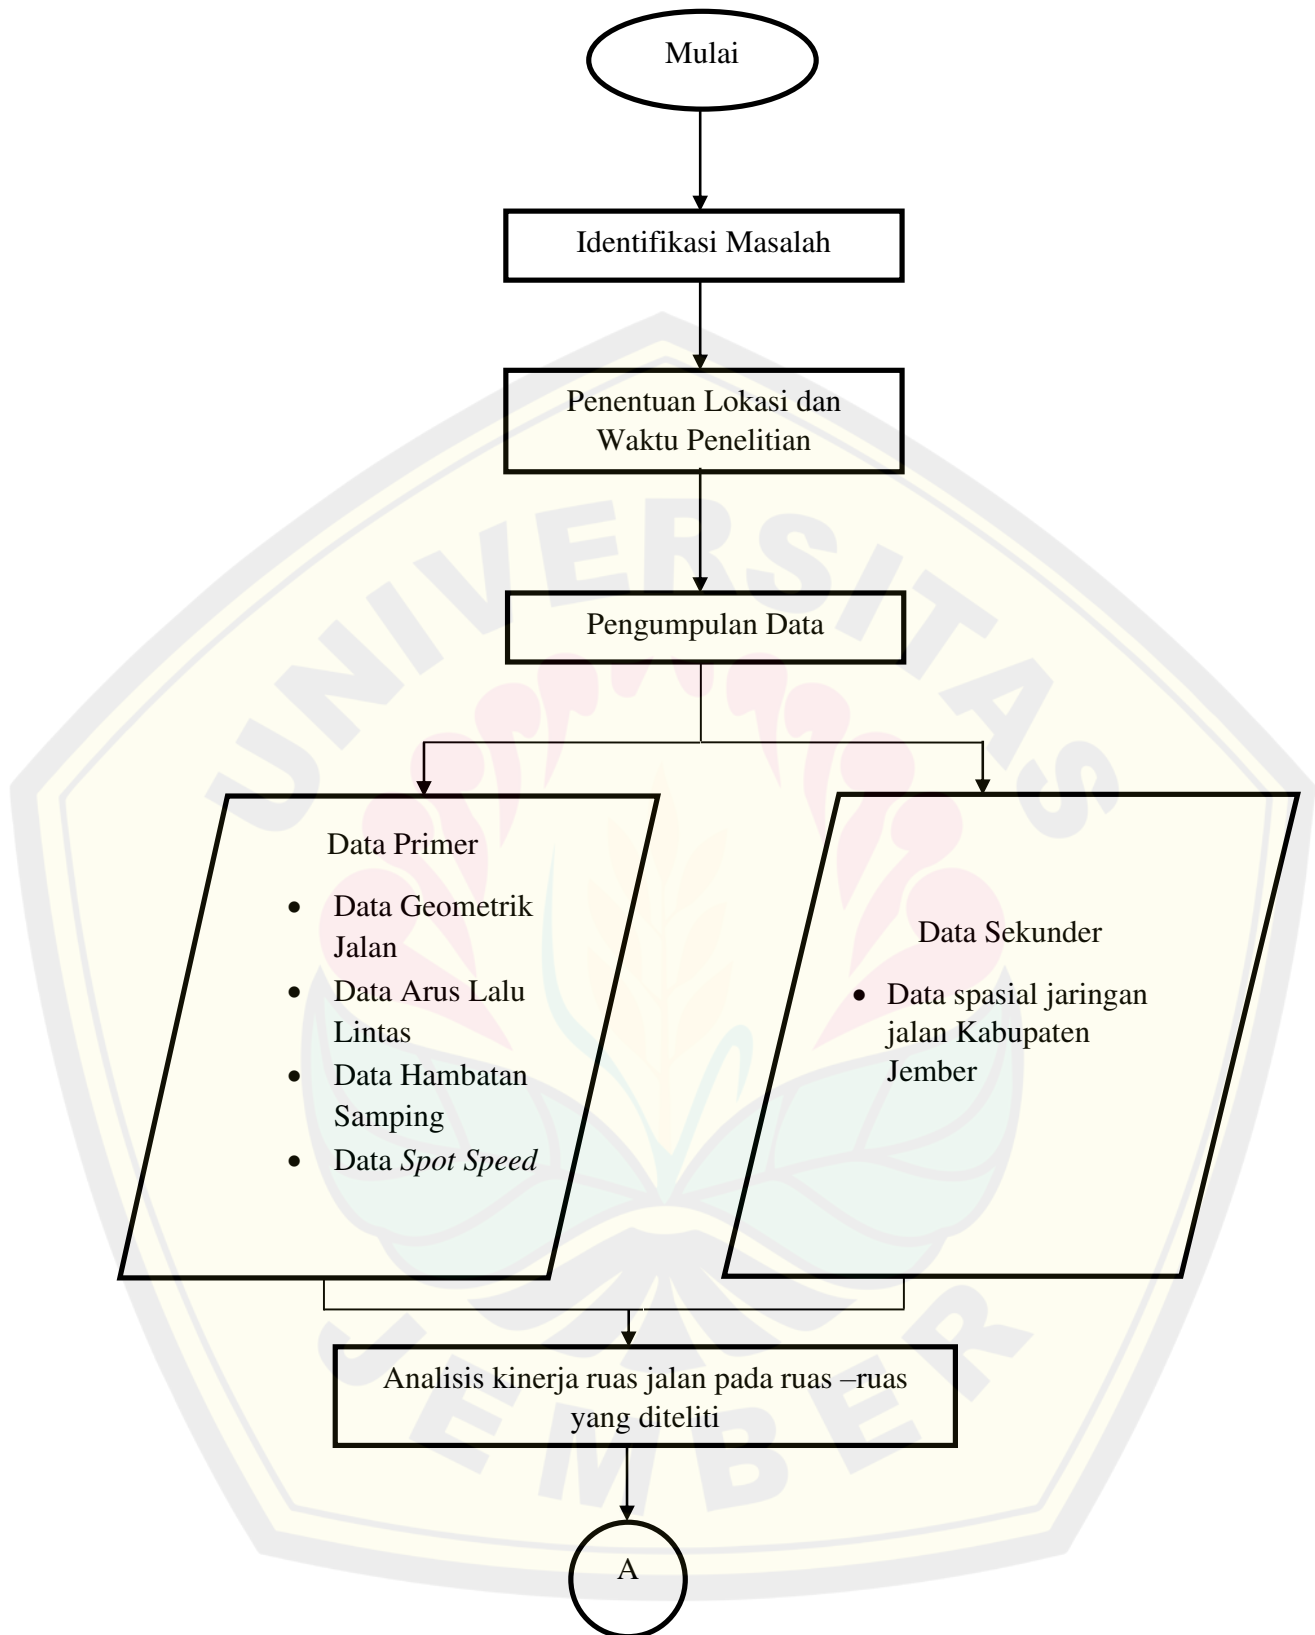 Mulai
Identifikasi Masalah
Penentuan Lokasi dan
Waktu Penelitian
Pengumpulan Data
Data Primer
• Data Geometrik
Jalan
• Data Arus Lalu
Lintas
• Data Hambatan
Samping
• Data Spot Speed
Data Sekunder
• Data spasial jaringan
jalan Kabupaten
Jember
Analisis kinerja ruas jalan pada ruas –ruas
yang diteliti
A
UNIVERSITAS
JEMBER